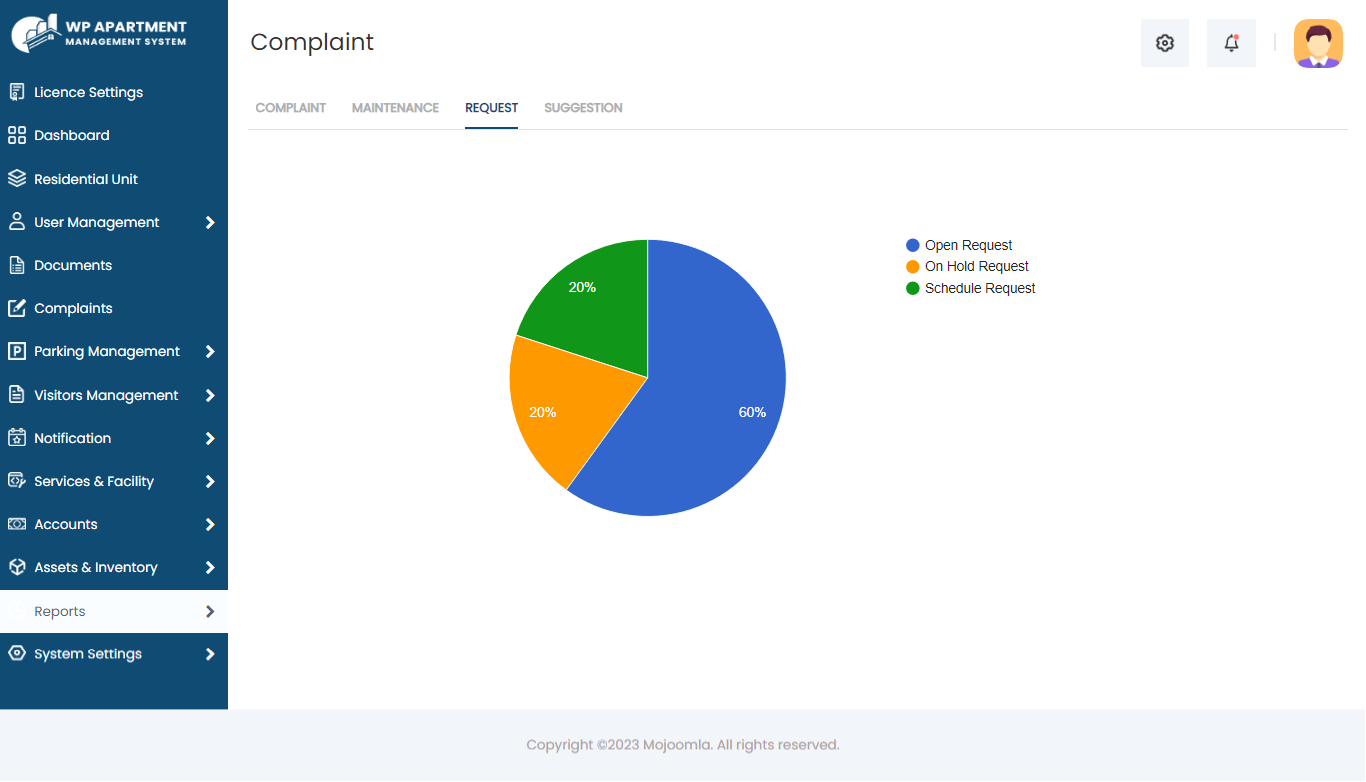 WP APARTMENT
MANAGEMENT SYSTEM
Licence Settings
Dashboard
Residential Unit
User Management
Documents
Complaints
Parking Management
Visitors Management
Notification
Services & Facility
Accounts
Assets & Inventory
Reports
System Settings
Complaint
COMPLAINT MAINTENANCE REQUEST SUGGESTION
20%
20%
60%
Open Request
On Hold Request
Schedule Request
Copyright ©2023 Mojoomla. All rights reserved.